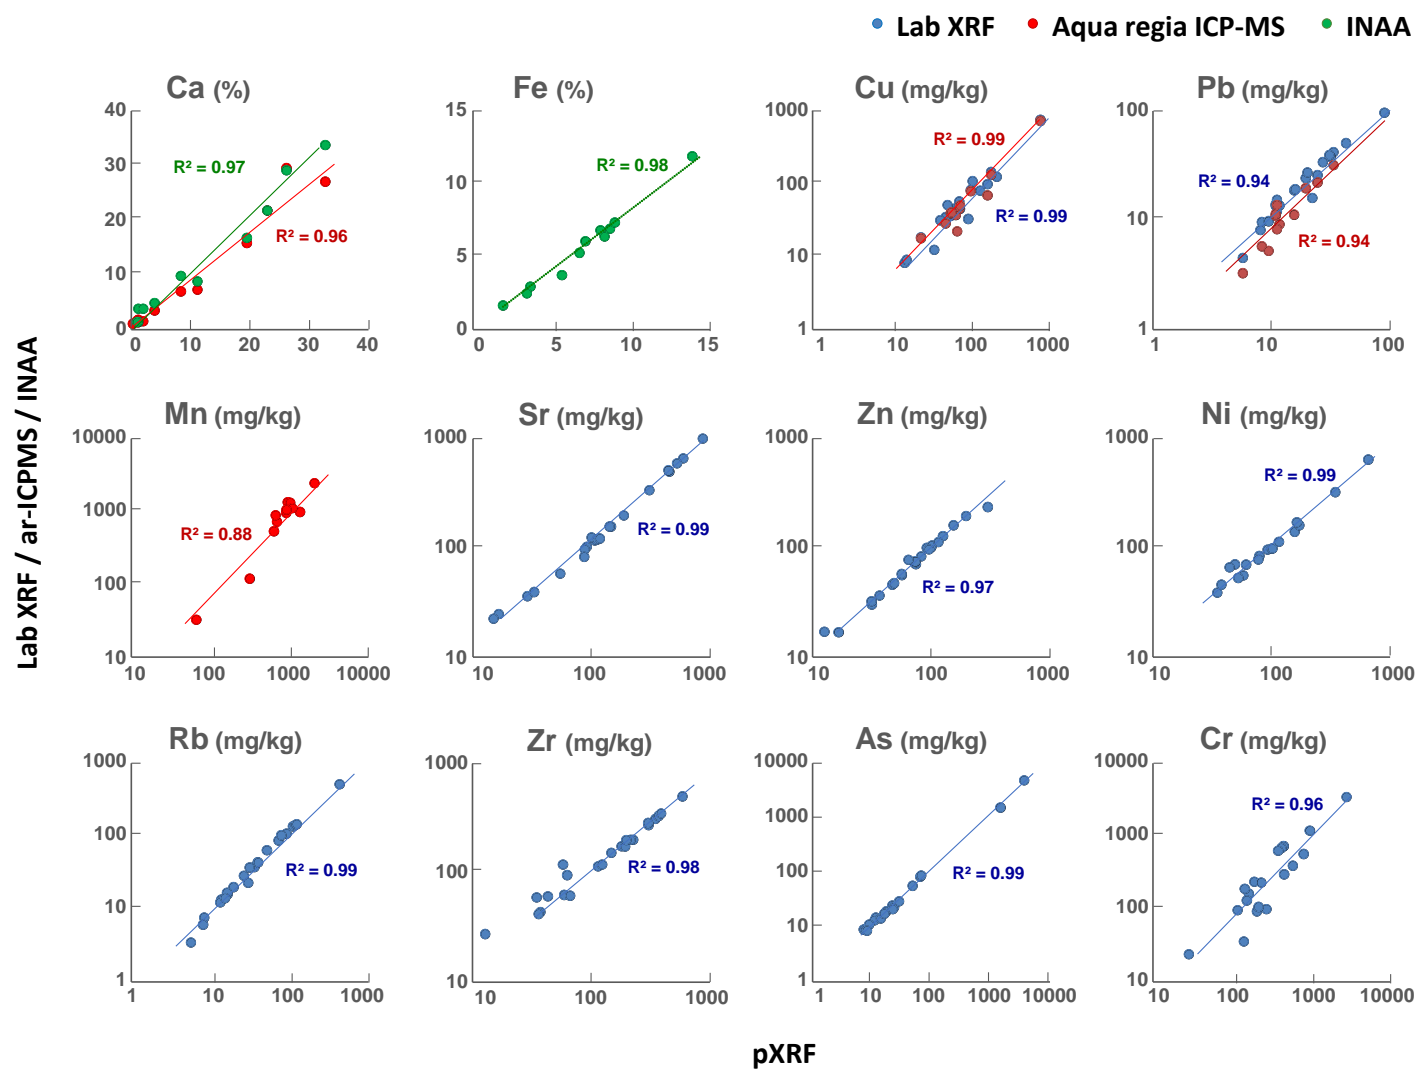 Lab XRF Aqua regia ICP-MS INAA
Ca (%) Fe (%) Cu (mg/kg) Pb (mg/kg)
40 15 1000 100
R² = 0.97 R² = 0.98 R² = 0.99 R² = 0.94
30 10 100 10
20 5 10 1
R² = 0.96 R² = 0.99 R² = 0.94
10 0 1
0
0 10 20 30 40 0 5 10 15 1 10 100 1000 1 10 100
Mn (mg/kg) Sr (mg/kg) Zn (mg/kg) Ni (mg/kg)
10000 1000 1000 1000
R² = 0.99
1000
R² = 0.88 R² = 0.99
100 100 100
100
R² = 0.97
10 10 10 10
10 100 1000 10000 10 100 1000 10 100 1000 10 100 1000
Rb (mg/kg) Zr (mg/kg) As (mg/kg) Cr (mg/kg)
1000 1000 10000 10000
R² = 0.96
100 1000 1000
R² = 0.99 100 R² = 0.98 100 R² = 0.99
10 10 100
1 10 1 10
1 10 100 1000 10 100 1000 1 10 100 1000 10000 10 100 1000 10000
Lab XRF / ar-ICPMS / INAA
pXRF